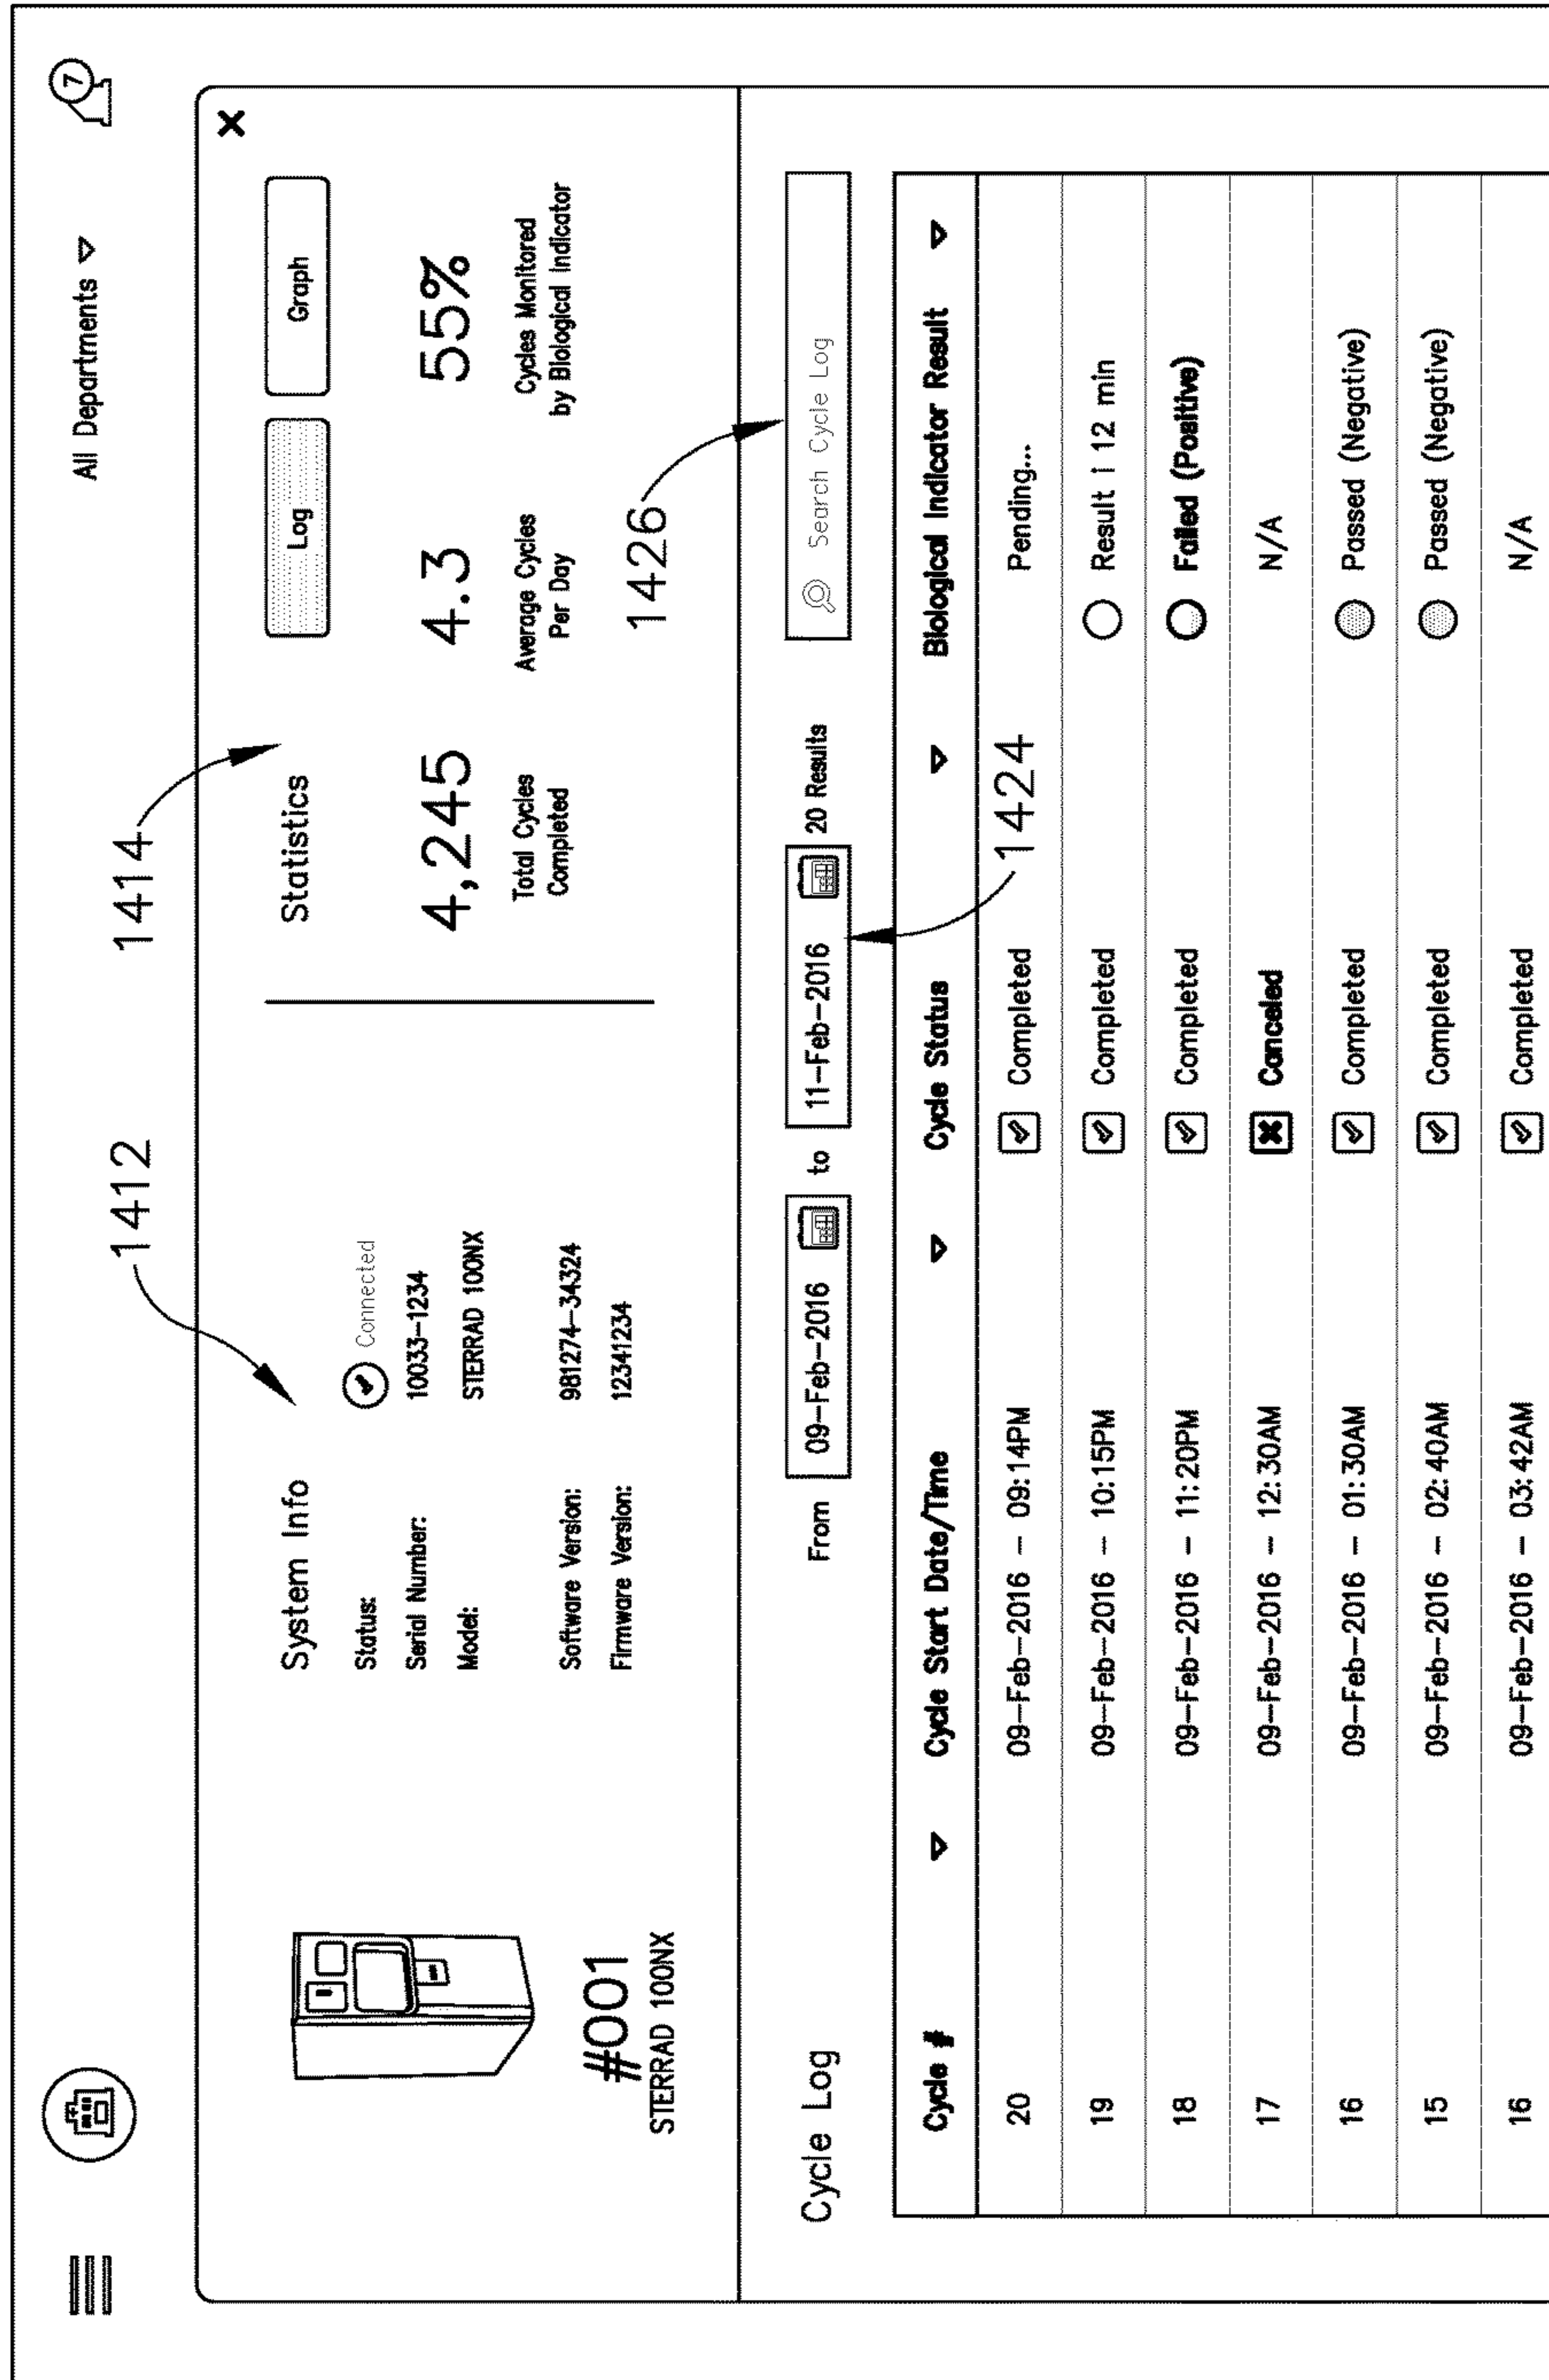 All Departments
7
1412
1414
Log
Graph
System Info
Statistics
Status:
Connected
Serial Number:
10033-1234
Model:
STERRAD 100NX
Software Version:
981274-34324
Firmware Version:
12341234
4,245
4.3
55%
Total Cycles
Completed
Average Cycles
Per Day
Cycles Monitored
by Biological Indicator
#001
STERRAD 100NX
1426
Cycle Log
From 09-Feb-2016 to 11-Feb-2016 20 Results
Search Cycle Log
Cycle # Cycle Start Date/Time Cycle Status Biological Indicator Result
1424
20 09-Feb-2016 - 09:14PM Completed Pending...
19 09-Feb-2016 - 10:15PM Completed Result i 12 min
18 09-Feb-2016 - 11:20PM Completed Failed (Positive)
17 09-Feb-2016 - 12:30AM Canceled N/A
16 09-Feb-2016 - 01:30AM Completed Passed (Negative)
15 09-Feb-2016 - 02:40AM Completed Passed (Negative)
16 09-Feb-2016 - 03:42AM Completed N/A